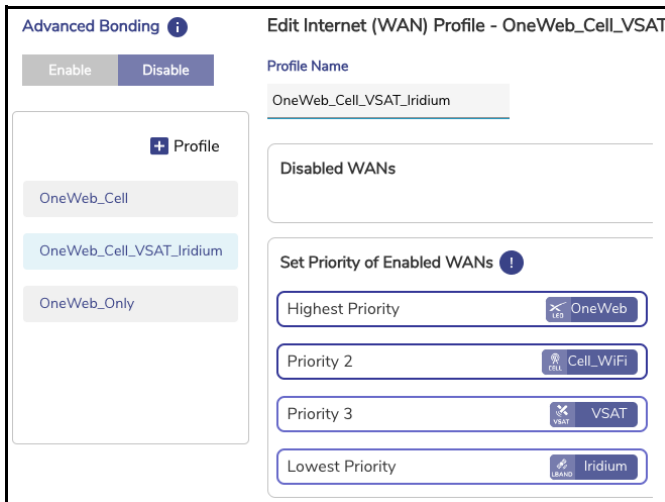 Advanced Bonding i
Enable Disable
+ Profile
OneWeb_Cell
OneWeb_Cell_VSAT_Iridium
OneWeb_Only
Edit Internet (WAN) Profile - OneWeb_Cell_VSAT
Profile Name
OneWeb_Cell_VSAT_Iridium
Disabled WANs
Set Priority of Enabled WANs !
Highest Priority LEO OneWeb
Priority 2 CELL Cell_WiFi
Priority 3 VSAT VSAT
Lowest Priority LBAND Iridium